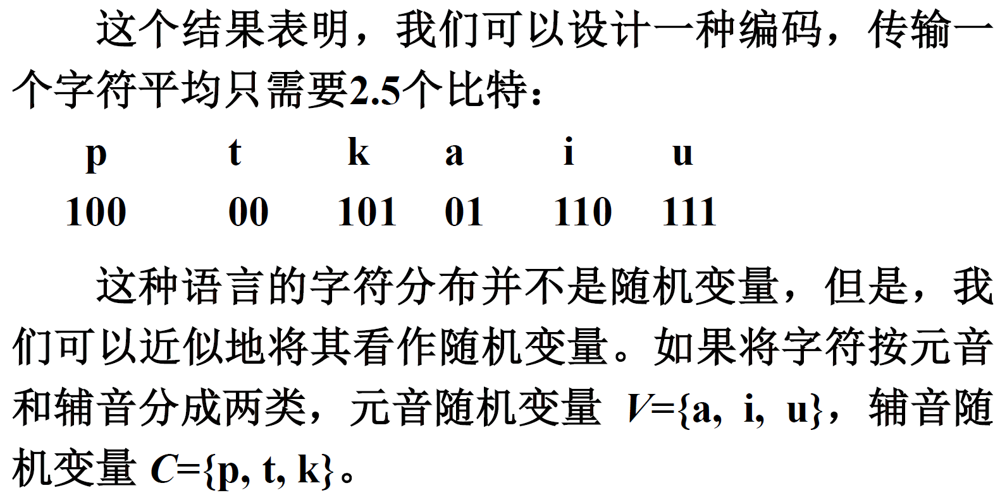 这个结果表明，我们可以设计一种编码，传输一
个字符平均只需要2.5个比特：
p t k a i u
100 00 101 01 110 111
这种语言的字符分布并不是随机变量，但是，我
们可以近似地将其看作随机变量。如果将字符按元音
和辅音分成两类，元音随机变量 V={a, i, u}，辅音随
机变量 C={p, t, k}。